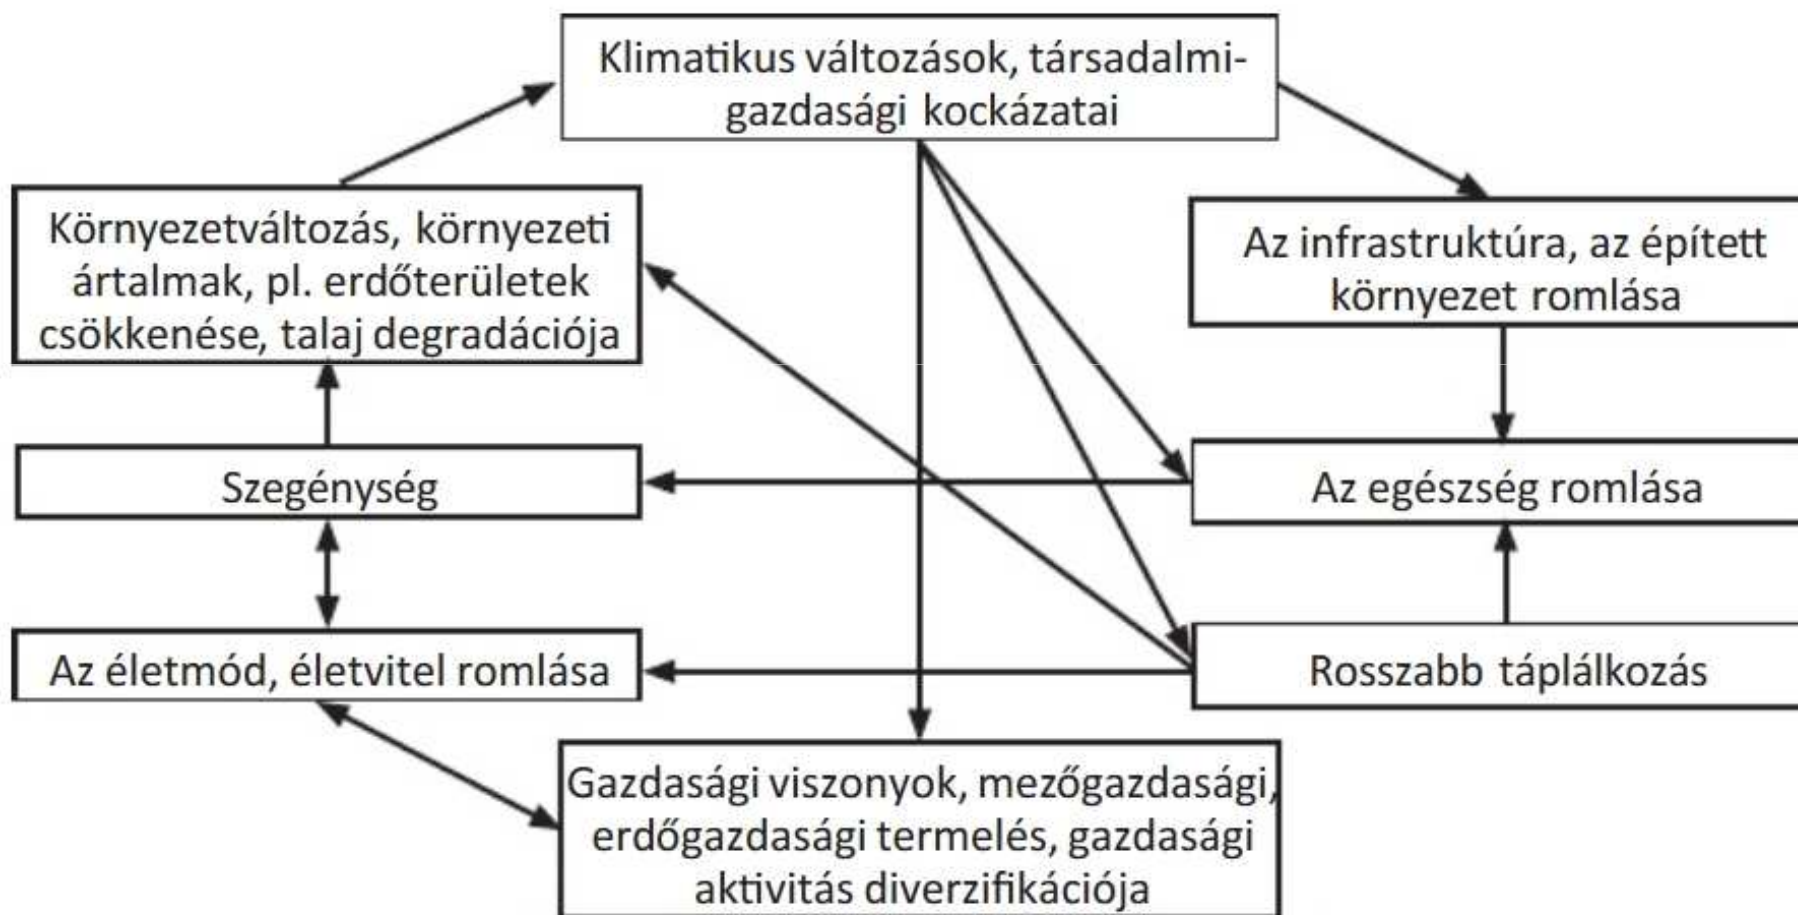 Klimatikus változások, társadalmi-
gazdasági kockázatai
Környezetváltozás, környezeti
ártalmak, pl. erdőterületek
csökkenése, talaj degradációja
Az infrastruktúra, az épített
környezet romlása
Szegénység
Az egészség romlása
Az életmód, életvitel romlása
Rosszabb táplálkozás
Gazdasági viszonyok, mezőgazdasági,
erdőgazdasági termelés, gazdasági
aktivitás diverzifikációja